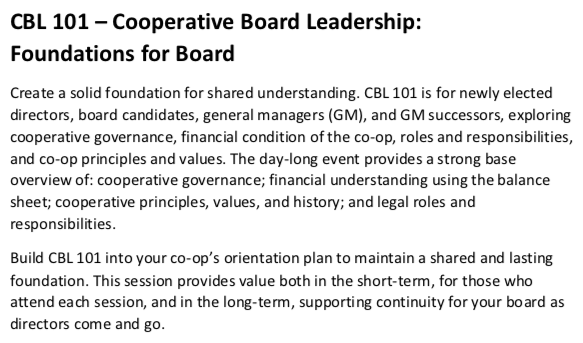 CBL 101 – Cooperative Board Leadership:
Foundations for Board
Create a solid foundation for shared understanding. CBL 101 is for newly elected
directors, board candidates, general managers (GM), and GM successors, exploring
cooperative governance, financial condition of the co-op, roles and responsibilities,
and co-op principles and values. The day-long event provides a strong base
overview of: cooperative governance; financial understanding using the balance
sheet; cooperative principles, values, and history; and legal roles and
responsibilities.
Build CBL 101 into your co-op's orientation plan to maintain a shared and lasting
foundation. This session provides value both in the short-term, for those who
attend each session, and in the long-term, supporting continuity for your board as
directors come and go.